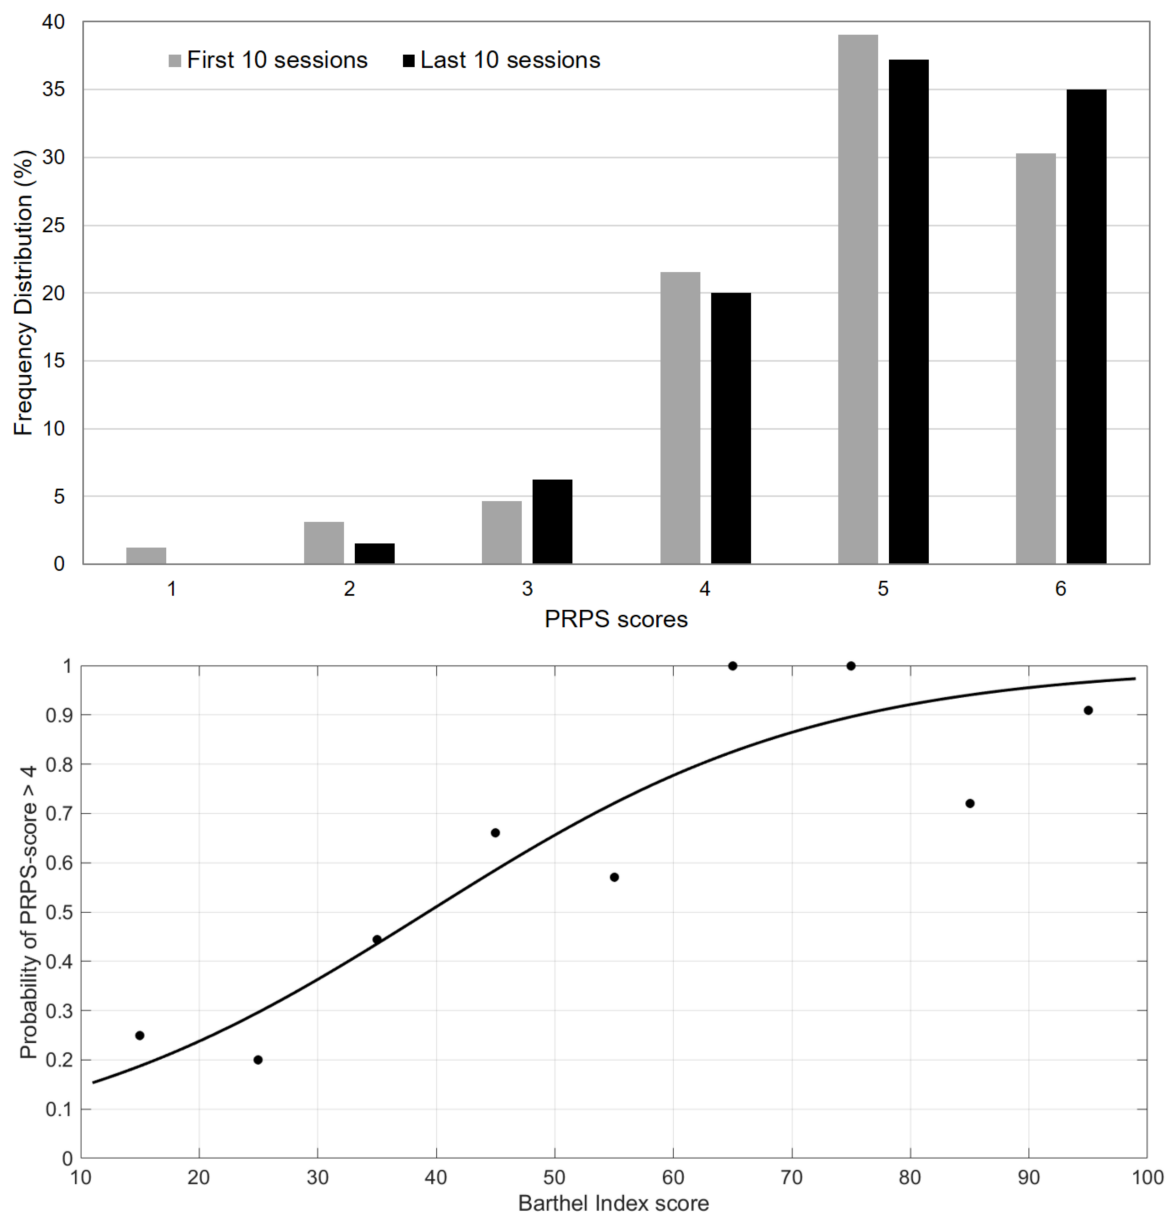 40
35
30
25
20
15
10
5
0
Frequency Distribution (%)
First 10 sessions Last 10 sessions
1 2 3 4 5 6
PRPS scores
1
0.9
0.8
0.7
0.6
0.5
0.4
0.3
0.2
0.1
0
Probability of PRPS-score > 4
10 20 30 40 50 60 70 80 90 100
Barthel Index score